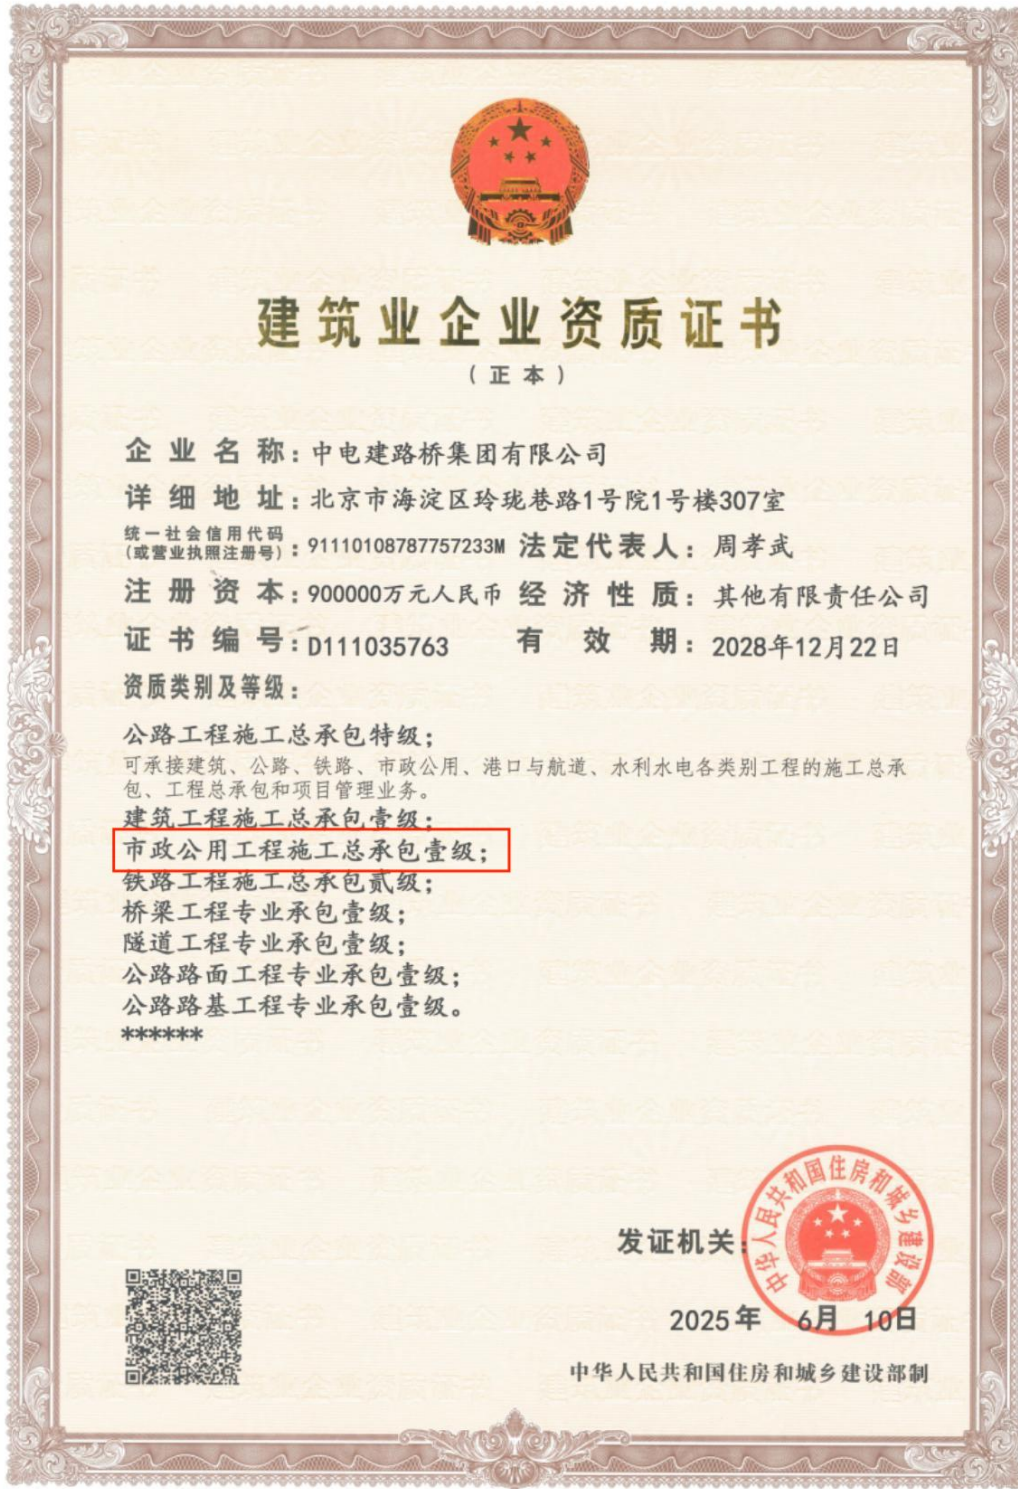 建筑业企业资质证书
（正本）
企业名称：中电建路桥集团有限公司
详细地址：北京市海淀区玲珑巷路1号院1号楼307室
统一社会信用代码
(或营业执照注册号)：91110108787757233M 法定代表人：周孝武
注册资本：900000万元人民币 经济性质：其他有限责任公司
证书编号：D111035763 有效期：2028年12月22日
资质类别及等级：
公路工程施工总承包特级；
可承接建筑、公路、铁路、市政公用、港口与航道、水利水电各类别工程的施工总承
包、工程总承包和项目管理业务。
建筑工程施工总承包壹级；
市政公用工程施工总承包壹级；
铁路工程施工总承包贰级；
桥梁工程专业承包壹级；
隧道工程专业承包壹级；
公路路面工程专业承包壹级；
公路路基工程专业承包壹级。
******
中华人民共和国住房和城乡建设部
发证机关：
2025年 6月 10日
中华人民共和国住房和城乡建设部制